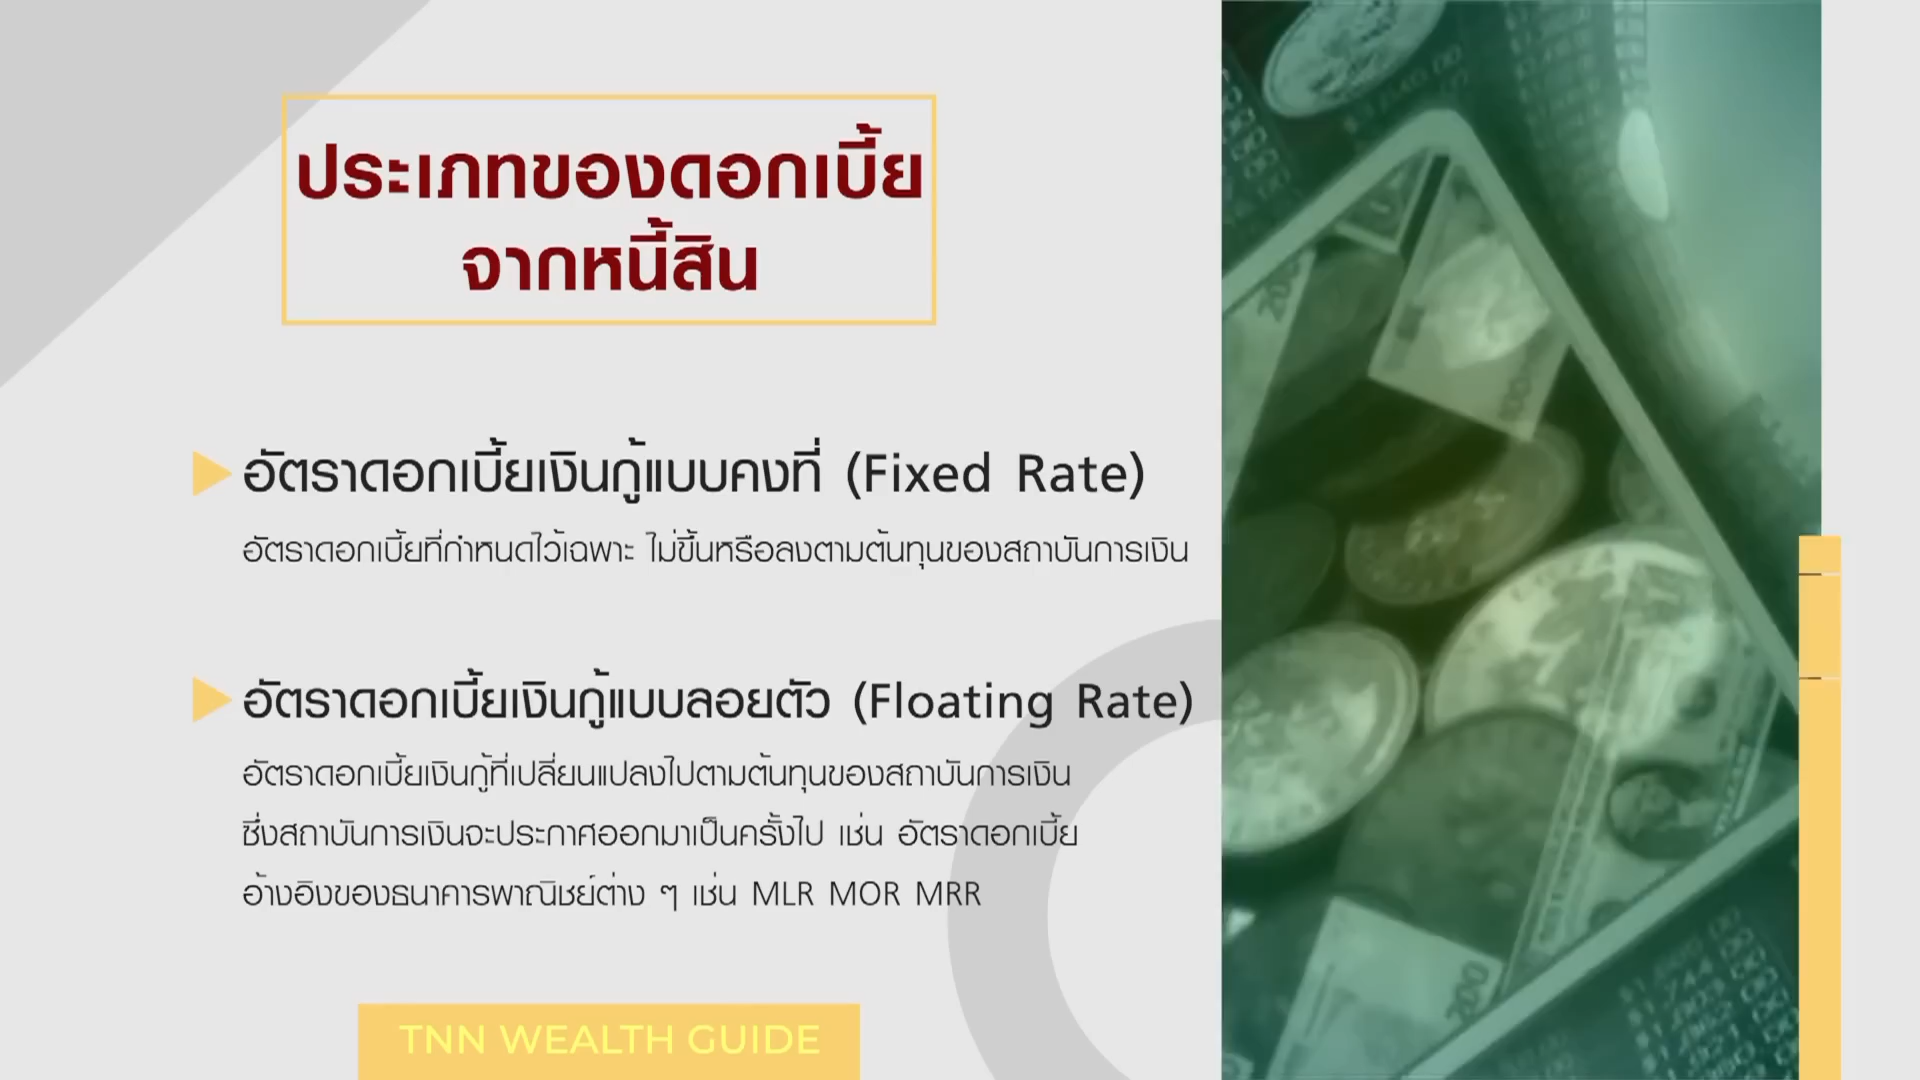 ประเภทของดอกเบี้ย
จากหนี้สิน
อัตราดอกเบี้ยเงินกู้แบบคงที่ (Fixed Rate)
อัตราดอกเบี้ยที่กำหนดไว้เฉพาะ ไม่ขึ้นหรือลงตามต้นทุนของสถาบันการเงิน
อัตราดอกเบี้ยเงินกู้แบบลอยตัว (Floating Rate)
อัตราดอกเบี้ยเงินกู้ที่เปลี่ยนแปลงไปตามต้นทุนของสถาบันการเงิน
ซึ่งสถาบันการเงินจะประกาศออกมาเป็นครั้งไป เช่น อัตราดอกเบี้ย
อ้างอิงของธนาคารพาณิชย์ต่าง ๆ เช่น MLR MOR MRR
TNN WEALTH GUIDE